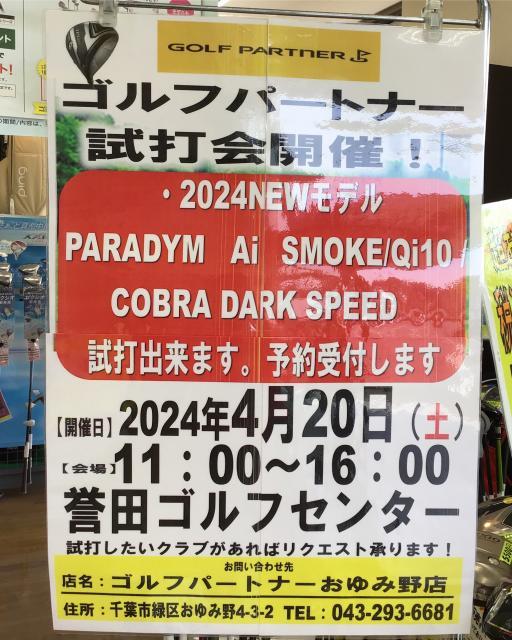 GOLF PARTNER
ゴルフパートナー
試打会開催！
・2024NEWモデル
PARADYM Ai SMOKE/Qi10
COBRA DARK SPEED
試打出来ます。予約受付します
【開催日】2024年4月20日（土）
【会場】11：00～16：00
誉田ゴルフセンター
試打したいクラブがあればリクエスト承ります！
お問い合わせ先
店名：ゴルフパートナーおゆみ野店
住所：千葉市緑区おゆみ野4-3-2 TEL：043-293-6681
ping